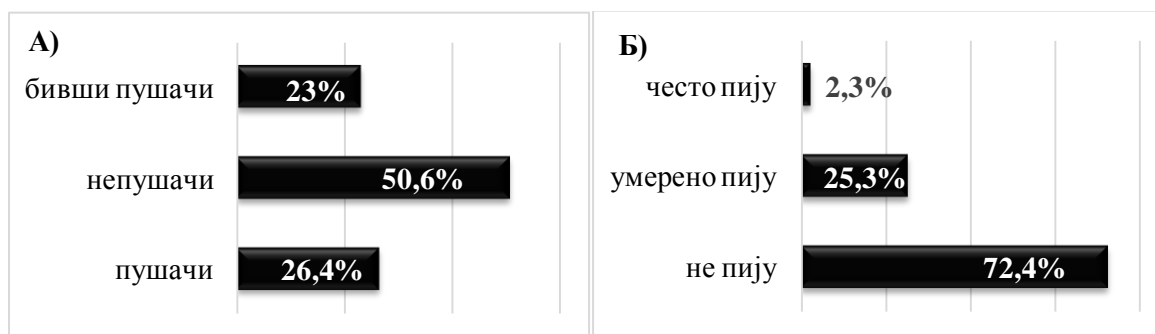 А)
бивши пушачи 23%
непушачи 50,6%
пушачи 26,4%
Б)
често пију 2,3%
умерено пију 25,3%
не пију 72,4%